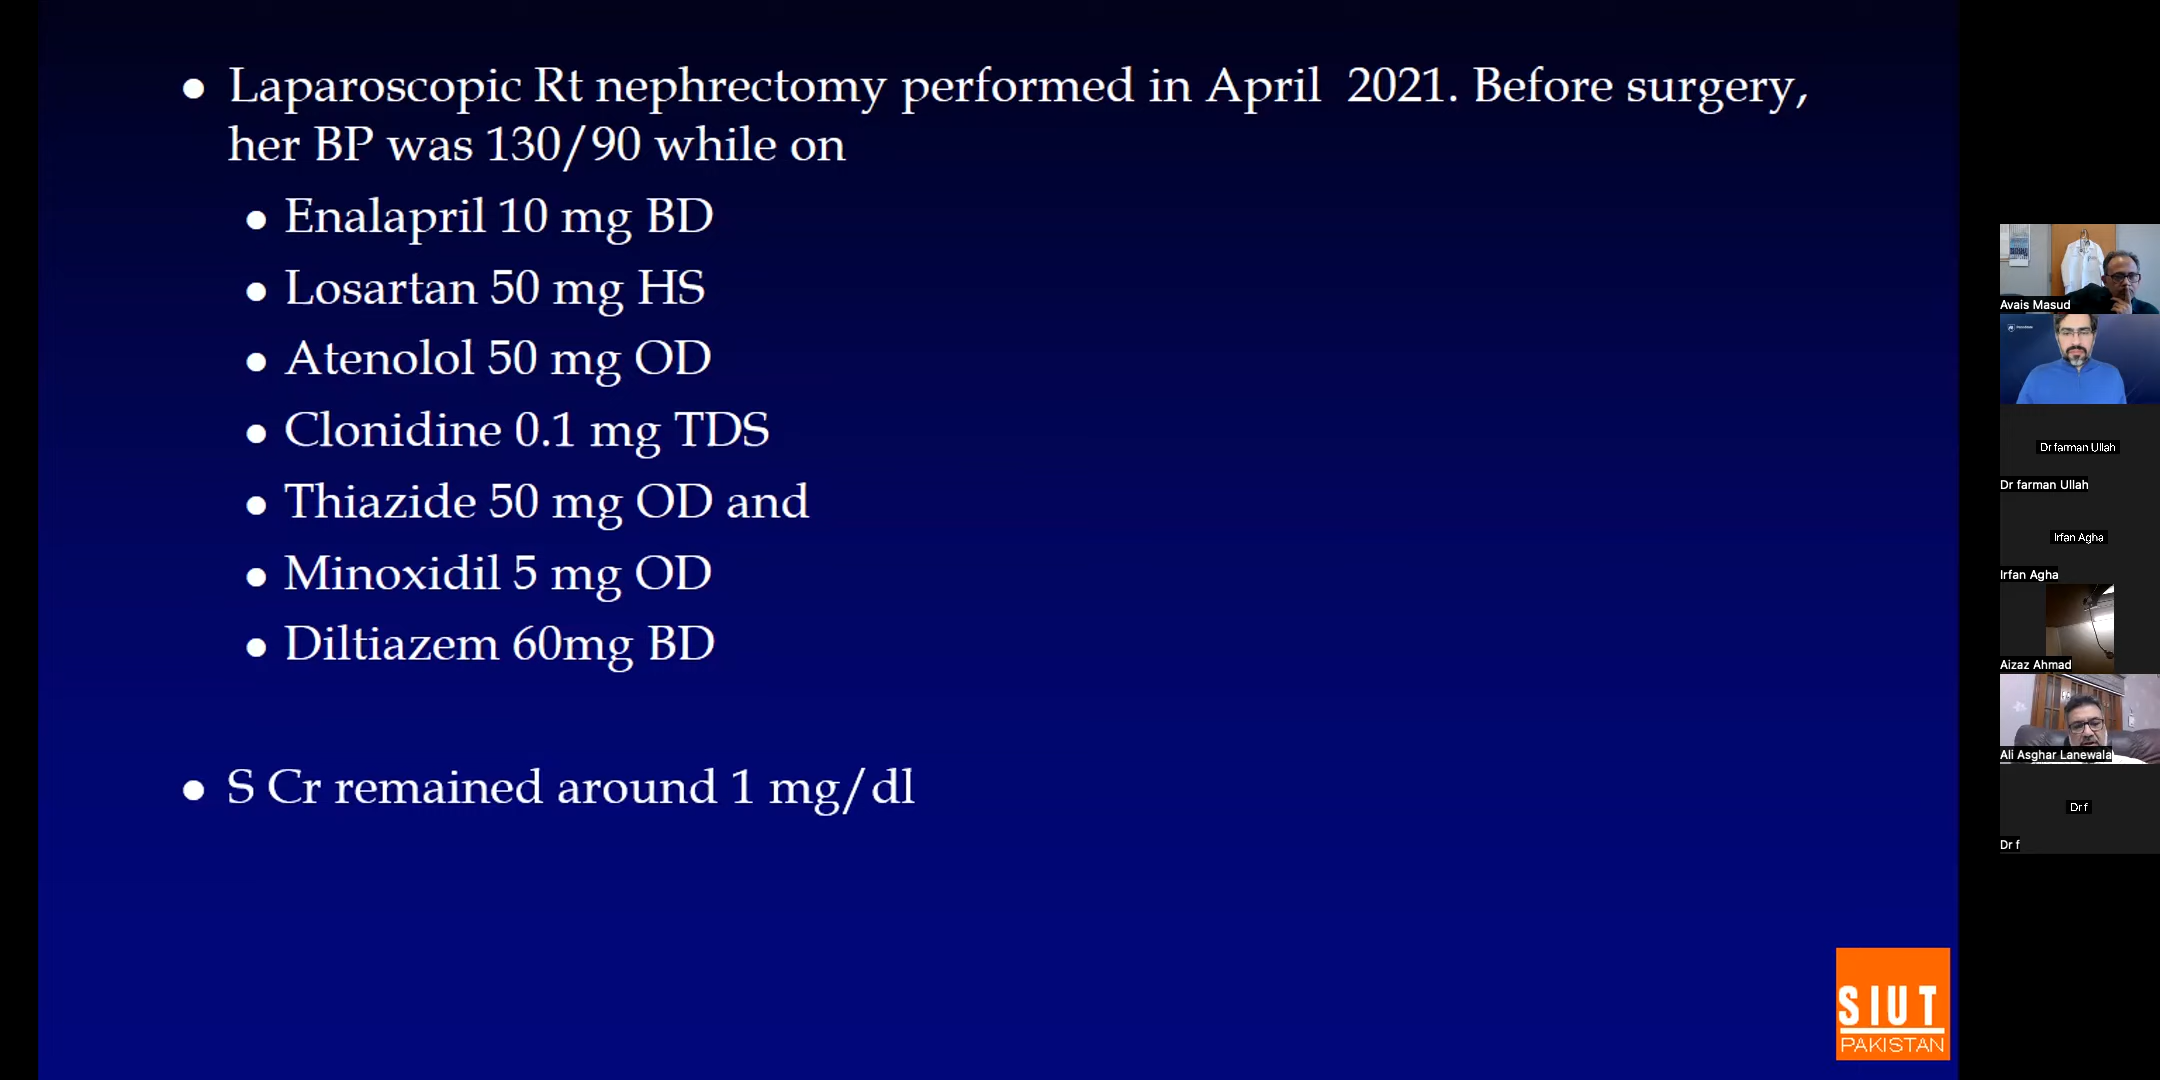 Laparoscopic Rt nephrectomy performed in April 2021. Before surgery,
her BP was 130/90 while on
Enalapril 10 mg BD
Losartan 50 mg HS
Atenolol 50 mg OD
Clonidine 0.1 mg TDS
Thiazide 50 mg OD and
Minoxidil 5 mg OD
Diltiazem 60mg BD
S Cr remained around 1 mg/dl
SIUT
PAKISTAN
Avais Masud
Dr farman Ullah
Dr farman Ullah
Irfan Agha
Irfan Agha
Aizaz Ahmad
Ali Asghar Lanewala
Dr f
Dr f